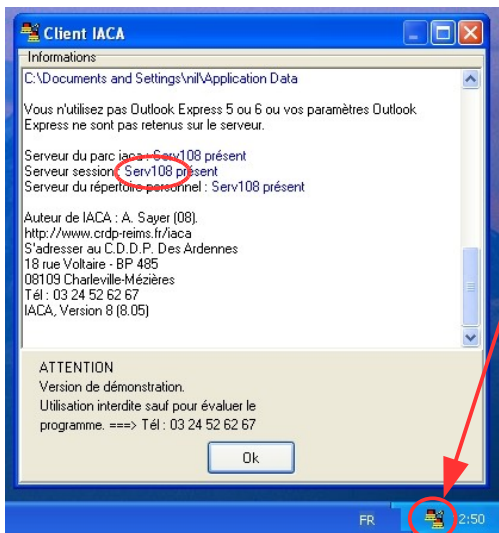 Client IACA
Informations
C:\Documents and Settings\nil\Application Data
Vous n'utilisez pas Outlook Express 5 ou 6 ou vos paramètres Outlook
Express ne sont pas retenus sur le serveur.
Serveur du parc iaca : Serv108 présent
Serveur session : Serv108 présent
Serveur du répertoire personnel : Serv108 présent
Auteur de IACA : A. Sayer (08).
http://www.crdp-reims.fr/iaca
S'adresser au C.D.D.P. Des Ardennes
18 rue Voltaire - BP 485
08109 Charleville-Mézières
Tél : 03 24 52 62 67
IACA, Version 8 (8.05)
ATTENTION
Version de démonstration.
Utilisation interdite sauf pour évaluer le
programme. ===> Tél : 03 24 52 62 67
Ok
FR 12:50